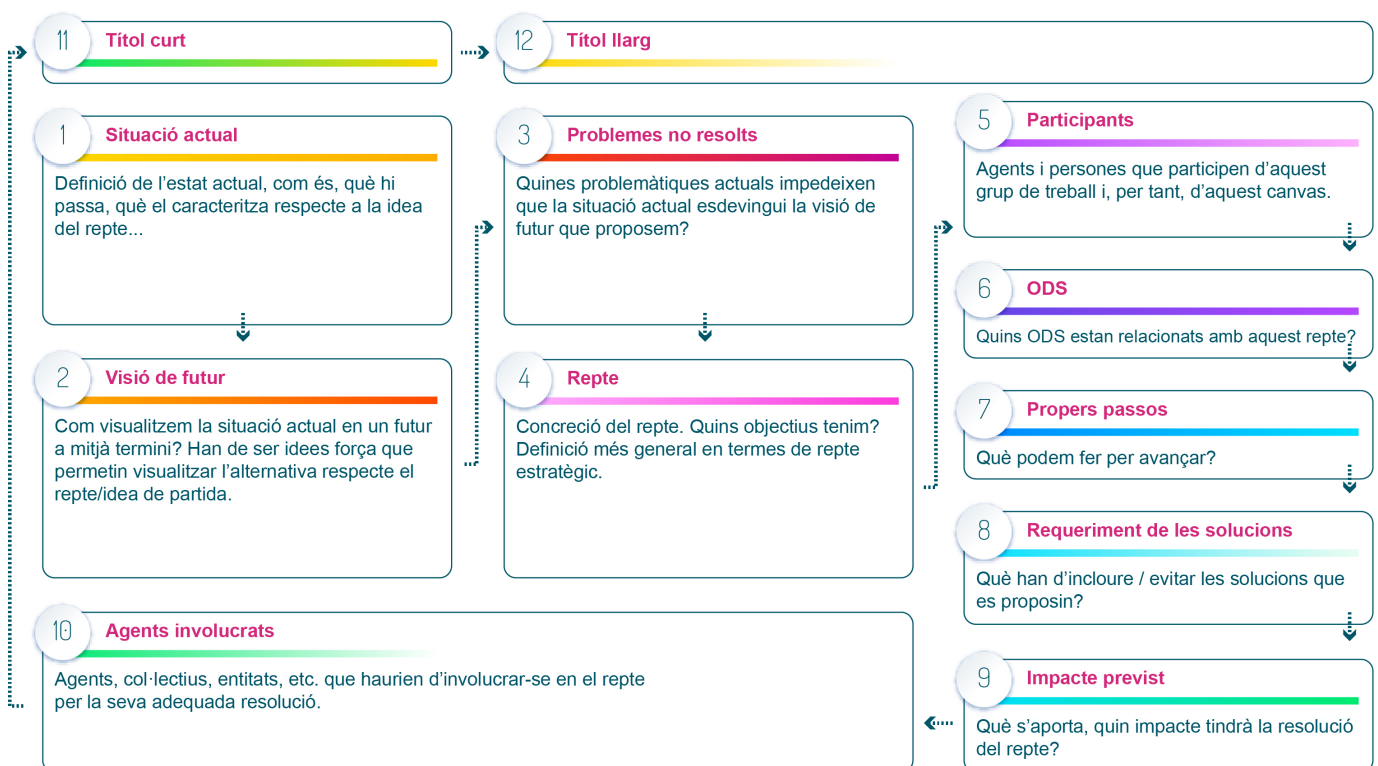 11
Títol curt
12
Títol llarg
1
Situació actual
Definició de l’estat actual, com és, què hi
passa, què el caracteritza respecte a la idea
del repte...
2
Visió de futur
Com visualitzem la situació actual en un futur
a mitjà termini? Han de ser idees força que
permetin visualitzar l’alternativa respecte el
repte/idea de partida.
3
Problemes no resolts
Quines problemàtiques actuals impedeixen
que la situació actual esdevingui la visió de
futur que proposem?
4
Repte
Concreció del repte. Quins objectius tenim?
Definició més general en termes de repte
estratègic.
5
Participants
Agents i persones que participen d’aquest
grup de treball i, per tant, d’aquest canvas.
6
ODS
Quins ODS estan relacionats amb aquest repte?
7
Propers passos
Què podem fer per avançar?
8
Requeriment de les solucions
Què han d’incloure / evitar les solucions que
es proposin?
9
Impacte previst
Què s’aporta, quin impacte tindrà la resolució
del repte?
10
Agents involucrats
Agents, col·lectius, entitats, etc. que haurien d’involucrar-se en el repte
per la seva adequada resolució.